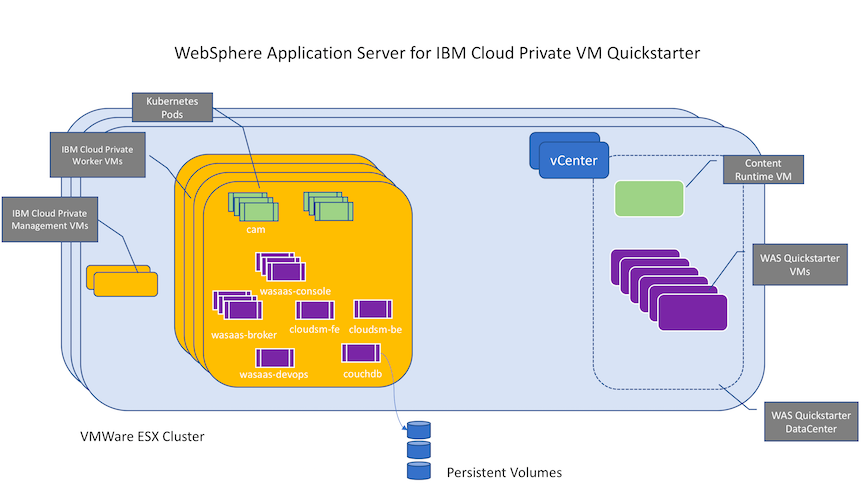 WebSphere Application Server for IBM Cloud Private VM Quickstarter
Kubernetes
Pods
IBM Cloud Private
Worker VMs
IBM Cloud Private
Management VMs
vCenter
Content
Runtime VM
cam
WAS Quickstarter
VMs
wasaas-console
wasaas-broker
cloudsm-fe
cloudsm-be
wasaas-devops
couchdb
WAS Quickstarter
DataCenter
VMWare ESX Cluster
Persistent Volumes